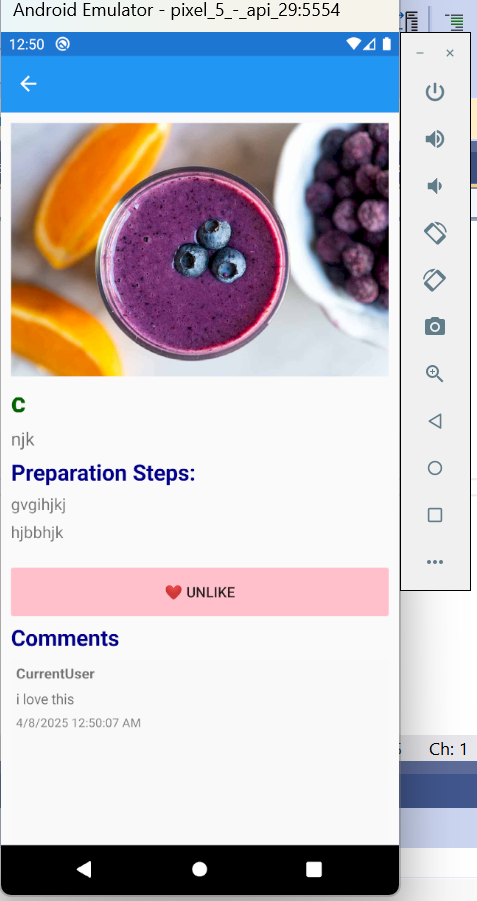 Android Emulator - pixel_5_-_api_29:5554
12:50
c
njk
Preparation Steps:
gvgihjkj
hjbbhjk
❤️ UNLIKE
Comments
CurrentUser
i love this
4/8/2025 12:50:07 AM
Ch: 1